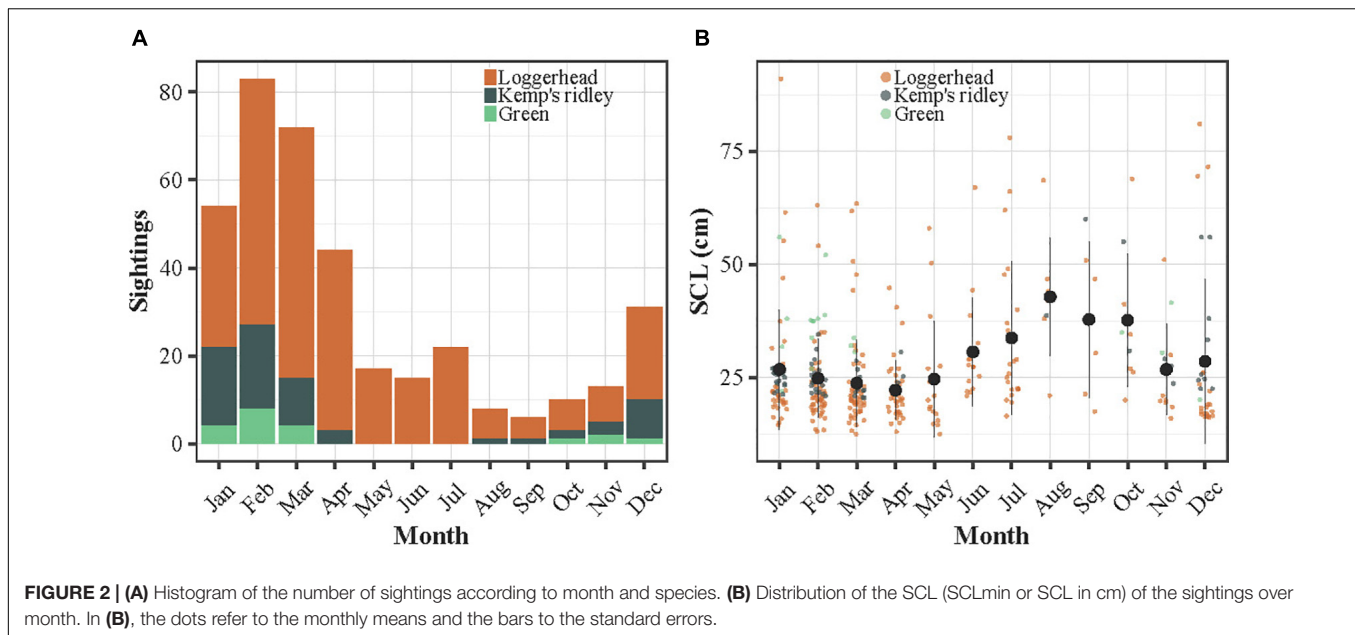 A
Loggerhead
Kemp's ridley
Green
80
60
40
20
0
Sightings
Jan
Feb
Mar
Apr
May
Jun
Jul
Aug
Sep
Oct
Nov
Dec
Month
B
Loggerhead
Kemp's ridley
Green
75
50
25
SCL (cm)
Jan
Feb
Mar
Apr
May
Jun
Jul
Aug
Sep
Oct
Nov
Dec
Month
FIGURE 2 | (A) Histogram of the number of sightings according to month and species. (B) Distribution of the SCL (SCLmin or SCL in cm) of the sightings over
month. In (B), the dots refer to the monthly means and the bars to the standard errors.